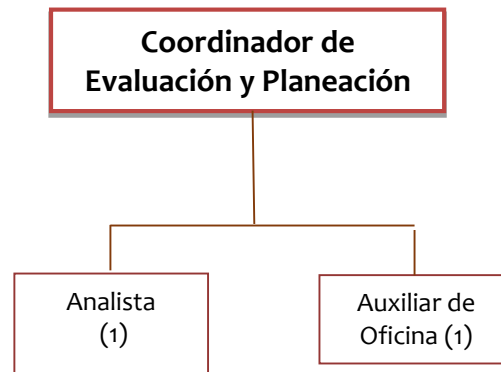 Coordinador de
Evaluación y Planeación
Analista
(1)
Auxiliar de
Oficina (1)